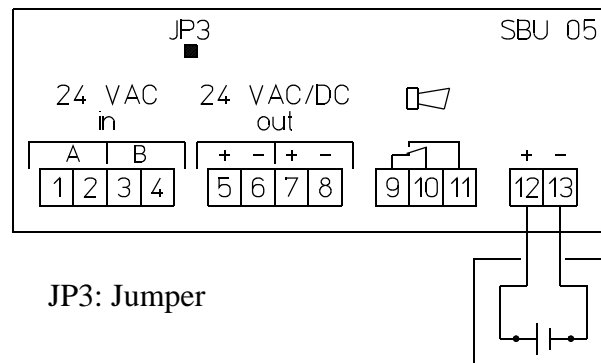 JP3 SBU 05
24 VAC 24 VAC/DC
in out
A B + - + - + -
1 2 3 4 5 6 7 8 9 10 11 12 13
JP3: Jumper